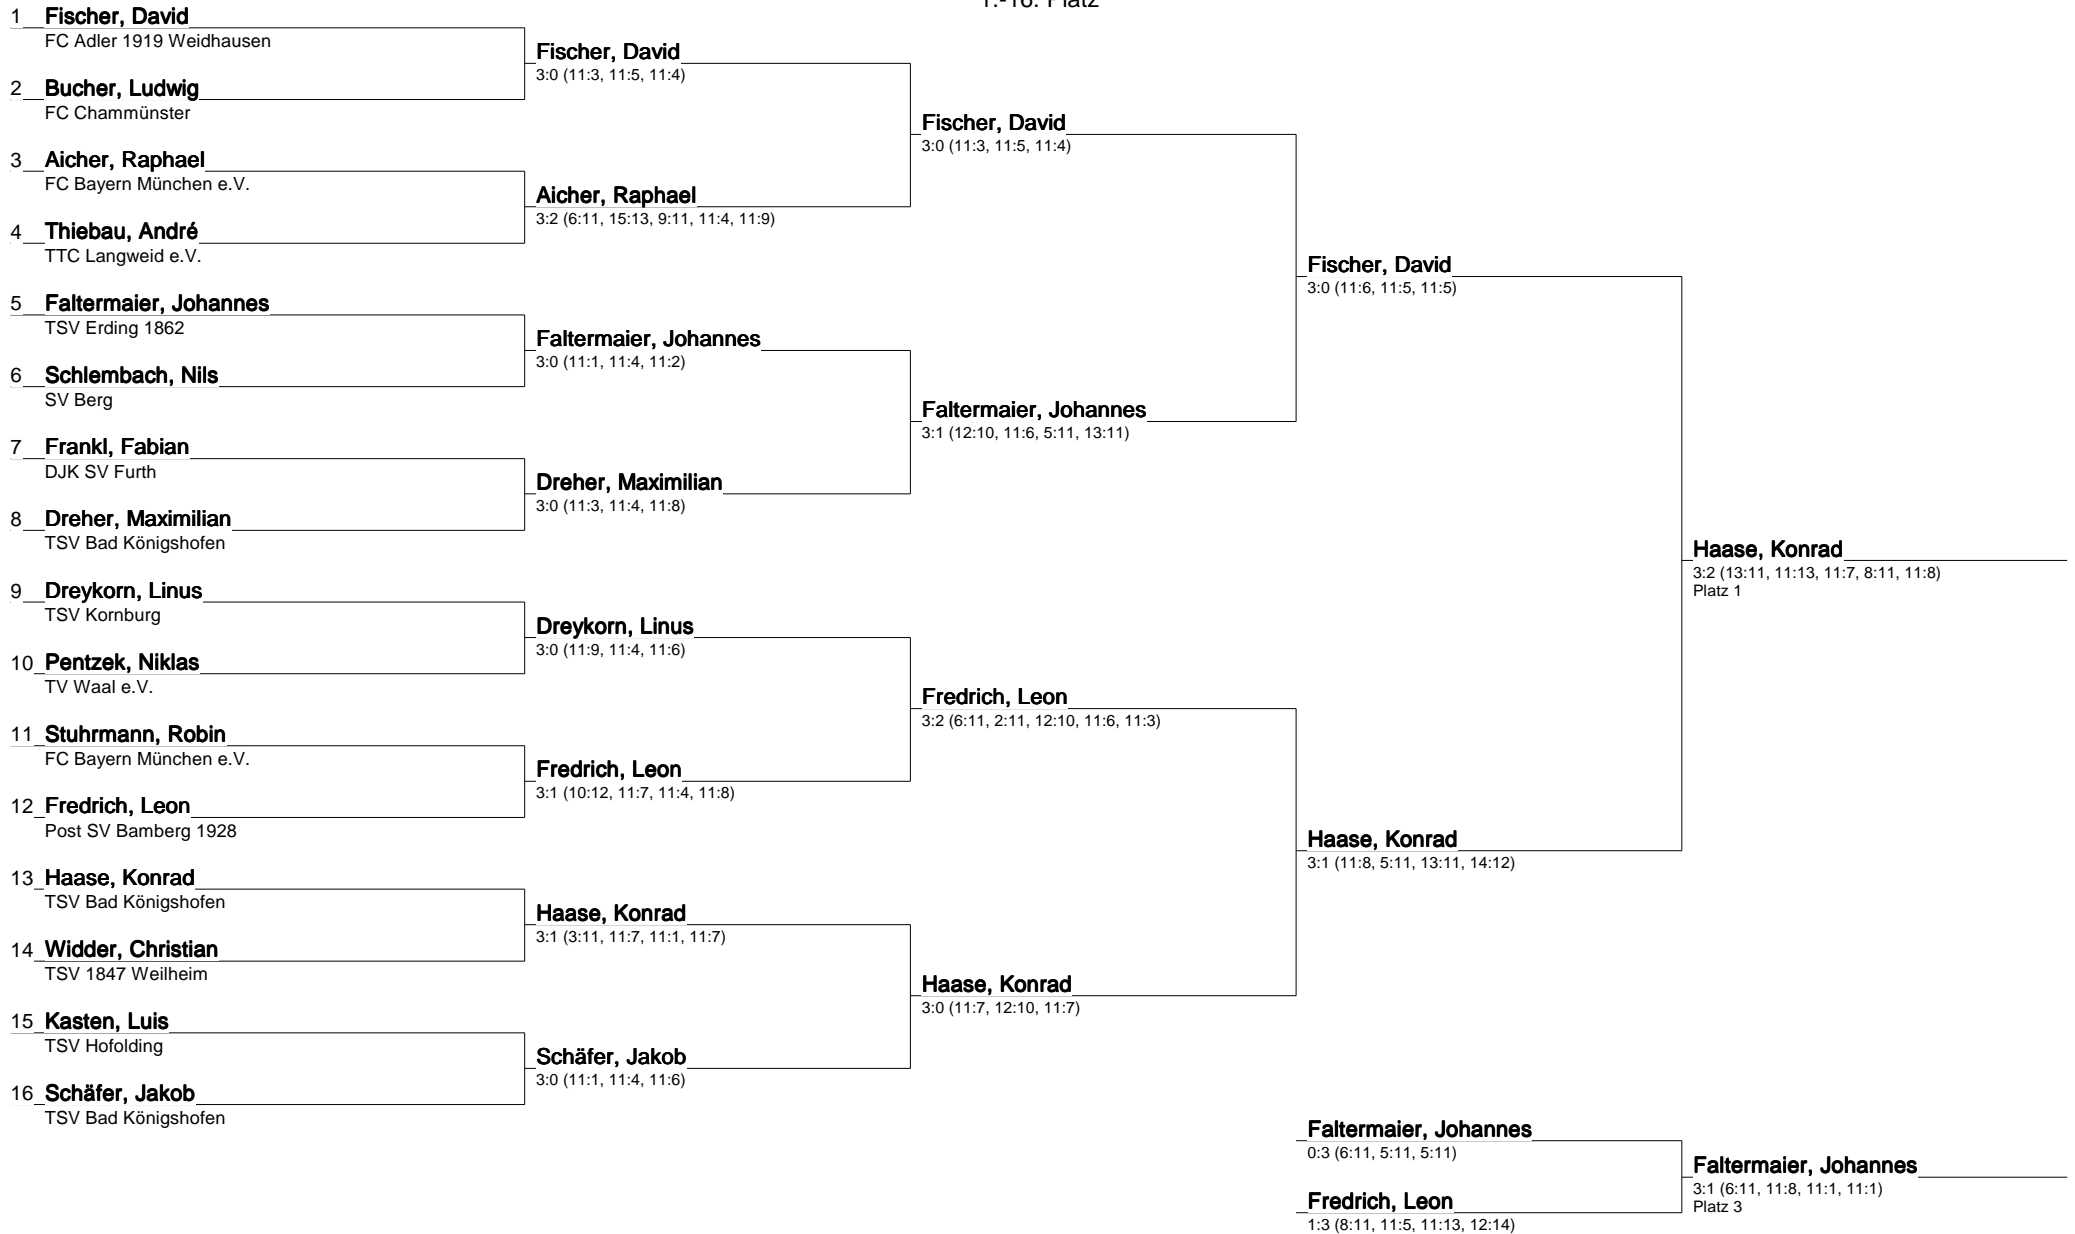 1.-16. Platz
1 Fischer, David
FC Adler 1919 Weidhausen
2 Bucher, Ludwig
FC Chammünster
3 Aicher, Raphael
FC Bayern München e.V.
4 Thiebau, André
TTC Langweid e.V.
5 Faltermaier, Johannes
TSV Erding 1862
6 Schlembach, Nils
SV Berg
7 Frankl, Fabian
DJK SV Furth
8 Dreher, Maximilian
TSV Bad Königshofen
9 Dreykorn, Linus
TSV Kornburg
10 Pentzek, Niklas
TV Waal e.V.
11 Stuhrmann, Robin
FC Bayern München e.V.
12 Fredrich, Leon
Post SV Bamberg 1928
13 Haase, Konrad
TSV Bad Königshofen
14 Widder, Christian
TSV 1847 Weilheim
15 Kasten, Luis
TSV Hofolding
16 Schäfer, Jakob
TSV Bad Königshofen
Fischer, David
3:0 (11:3, 11:5, 11:4)
Aicher, Raphael
3:2 (6:11, 15:13, 9:11, 11:4, 11:9)
Faltermaier, Johannes
3:0 (11:1, 11:4, 11:2)
Dreher, Maximilian
3:0 (11:3, 11:4, 11:8)
Dreykorn, Linus
3:0 (11:9, 11:4, 11:6)
Fredrich, Leon
3:1 (10:12, 11:7, 11:4, 11:8)
Haase, Konrad
3:1 (3:11, 11:7, 11:1, 11:7)
Schäfer, Jakob
3:0 (11:1, 11:4, 11:6)
Fischer, David
3:0 (11:3, 11:5, 11:4)
Faltermaier, Johannes
3:1 (12:10, 11:6, 5:11, 13:11)
Fredrich, Leon
3:2 (6:11, 2:11, 12:10, 11:6, 11:3)
Haase, Konrad
3:0 (11:7, 12:10, 11:7)
Fischer, David
3:0 (11:6, 11:5, 11:5)
Haase, Konrad
3:1 (11:8, 5:11, 13:11, 14:12)
Haase, Konrad
3:2 (13:11, 11:13, 11:7, 8:11, 11:8)
Platz 1
Faltermaier, Johannes
0:3 (6:11, 5:11, 5:11)
Fredrich, Leon
1:3 (8:11, 11:5, 11:13, 12:14)
Faltermaier, Johannes
3:1 (6:11, 11:8, 11:1, 11:1)
Platz 3